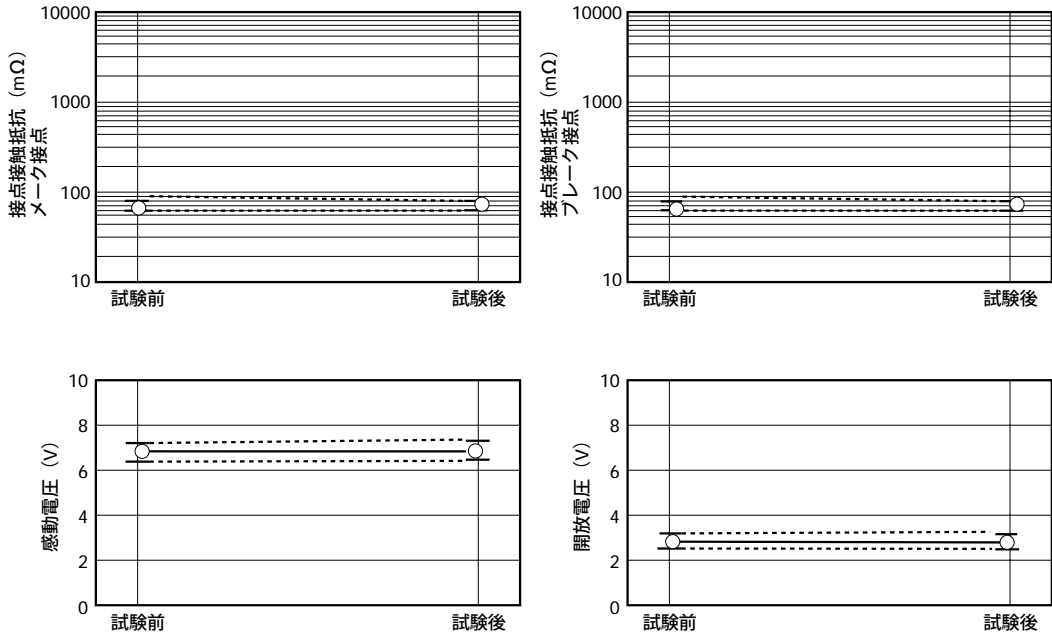 接点接触抵抗 (mΩ)
メーク接点
10000
1000
100
10
試験前
試験後
接点接触抵抗 (mΩ)
ブレーク接点
10000
1000
100
10
試験前
試験後
感動電圧 (V)
10
8
6
4
2
0
試験前
試験後
開放電圧 (V)
10
8
6
4
2
0
試験前
試験後